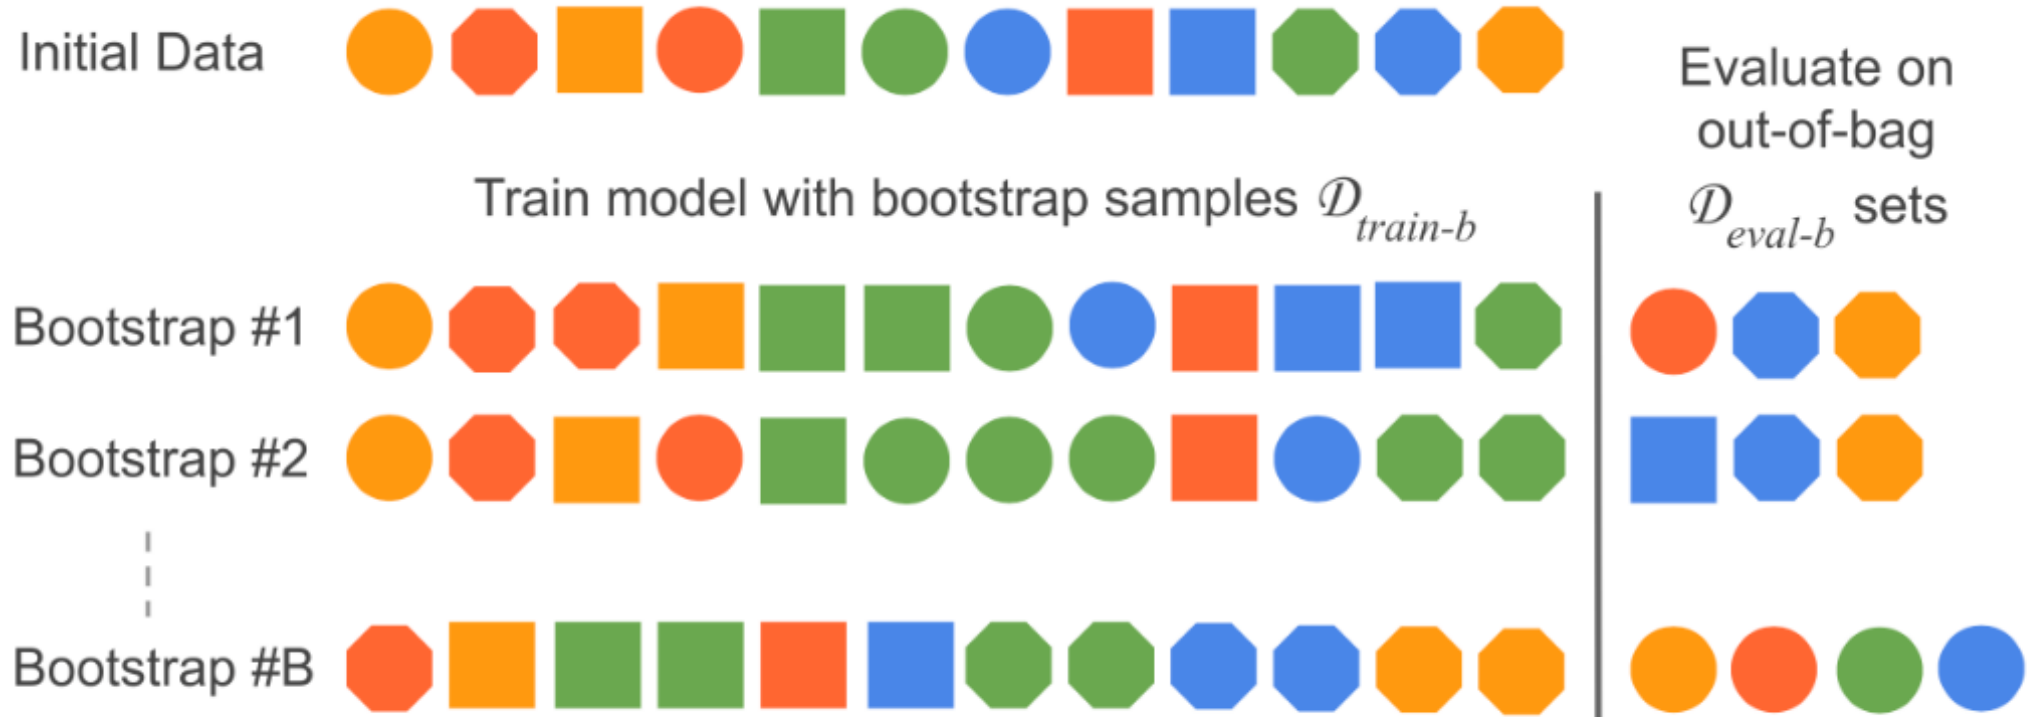 Initial Data
Evaluate on
out-of-bag
𝒟eval-b sets
Train model with bootstrap samples 𝒟train-b
Bootstrap #1
Bootstrap #2
Bootstrap #B